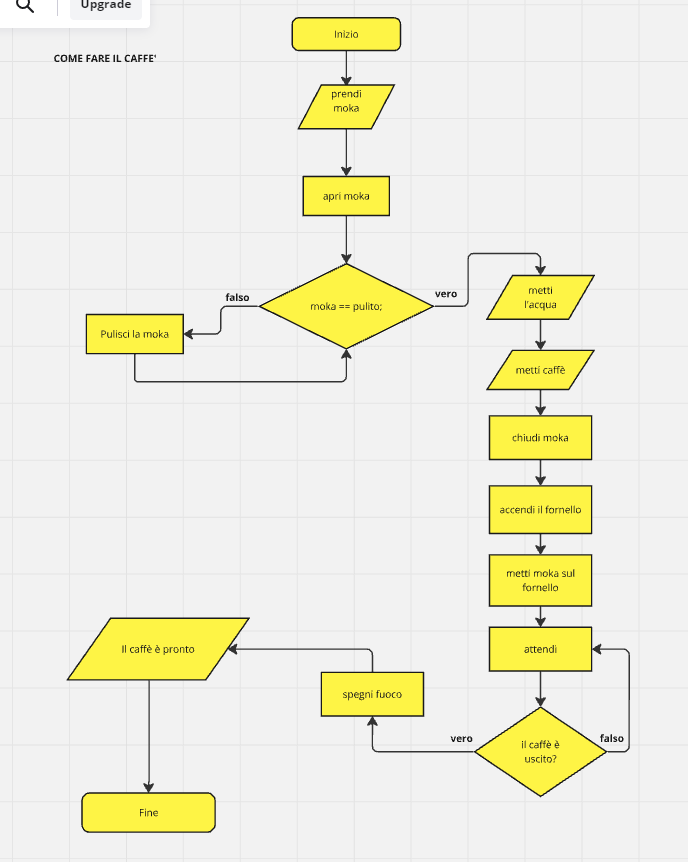 Upgrade
COME FARE IL CAFFE'
Inizio
prendi
moka
apri moka
moka == pulito;
falso
vero
Pulisci la moka
metti
l'acqua
metti caffè
chiudi moka
accendi il fornello
metti moka sul
fornello
attendi
il caffè è
uscito?
falso
vero
spegni fuoco
Il caffè è pronto
Fine